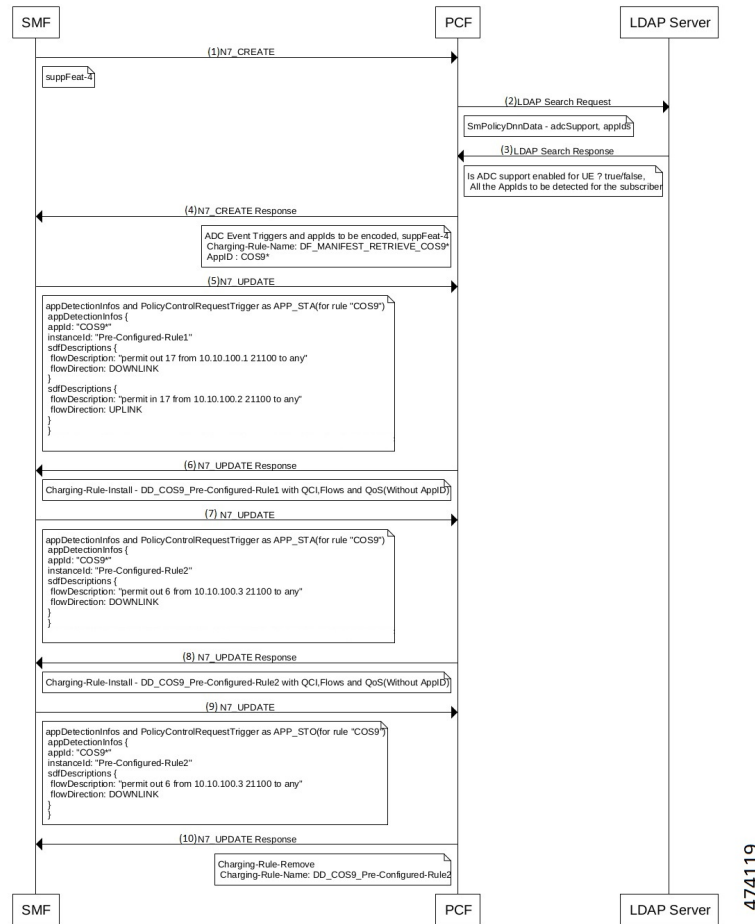 SMF
PCF
LDAP Server
(1)N7_CREATE
suppFeat-4
(2)LDAP Search Request
SmPolicyDnnData - adcSupport, appIds
(3)LDAP Search Response
Is ADC support enabled for UE ? true/false,
All the AppIds to be detected for the subscriber
(4)N7_CREATE Response
ADC Event Triggers and appIds to be encoded, suppFeat-4
Charging-Rule-Name: DF_MANIFEST_RETRIEVE_COS9*
AppID : COS9*
(5)N7_UPDATE
appDetectionInfos and PolicyControlRequestTrigger as APP_STA(for rule "COS9")
appDetectionInfos {
appId: "COS9*"
instanceId: "Pre-Configured-Rule1"
sdfDescriptions {
flowDescription: "permit out 17 from 10.10.100.1 21100 to any"
flowDirection: DOWNLINK
}
sdfDescriptions {
flowDescription: "permit in 17 from 10.10.100.2 21100 to any"
flowDirection: UPLINK
}
}
(6)N7_UPDATE Response
Charging-Rule-Install - DD_COS9_Pre-Configured-Rule1 with QCI,Flows and QoS(Without AppID)
(7) N7_UPDATE
appDetectionInfos and PolicyControlRequestTrigger as APP_STA(for rule "COS9")
appDetectionInfos {
appId: "COS9*"
instanceId: "Pre-Configured-Rule2"
sdfDescriptions {
flowDescription: "permit out 6 from 10.10.100.3 21100 to any"
flowDirection: DOWNLINK
}
}
(8) N7_UPDATE Response
Charging-Rule-Install - DD_COS9_Pre-Configured-Rule2 with QCI,Flows and QoS(Without AppID)
(9) N7_UPDATE
appDetectionInfos and PolicyControlRequestTrigger as APP_STO(for rule "COS9")
appDetectionInfos {
appId: "COS9*"
instanceId: "Pre-Configured-Rule2"
sdfDescriptions {
flowDescription: "permit out 6 from 10.10.100.3 21100 to any"
flowDirection: DOWNLINK
}
}
(10)N7_UPDATE Response
Charging-Rule-Remove
Charging-Rule-Name: DD_COS9_Pre-Configured-Rule2
SMF
PCF
LDAP Server
474119